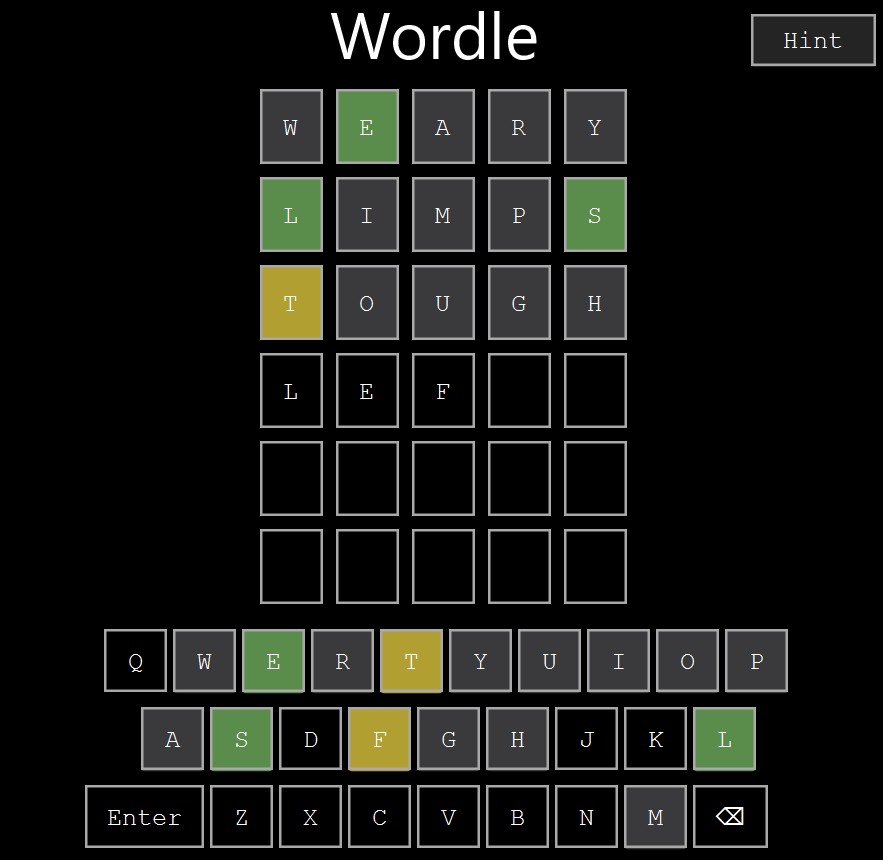 Wordle
Hint
W E A R Y
L I M P S
T O U G H
L E F
Q W E R T Y U I O P
A S D F G H J K L
Enter Z X C V B N M ⌫